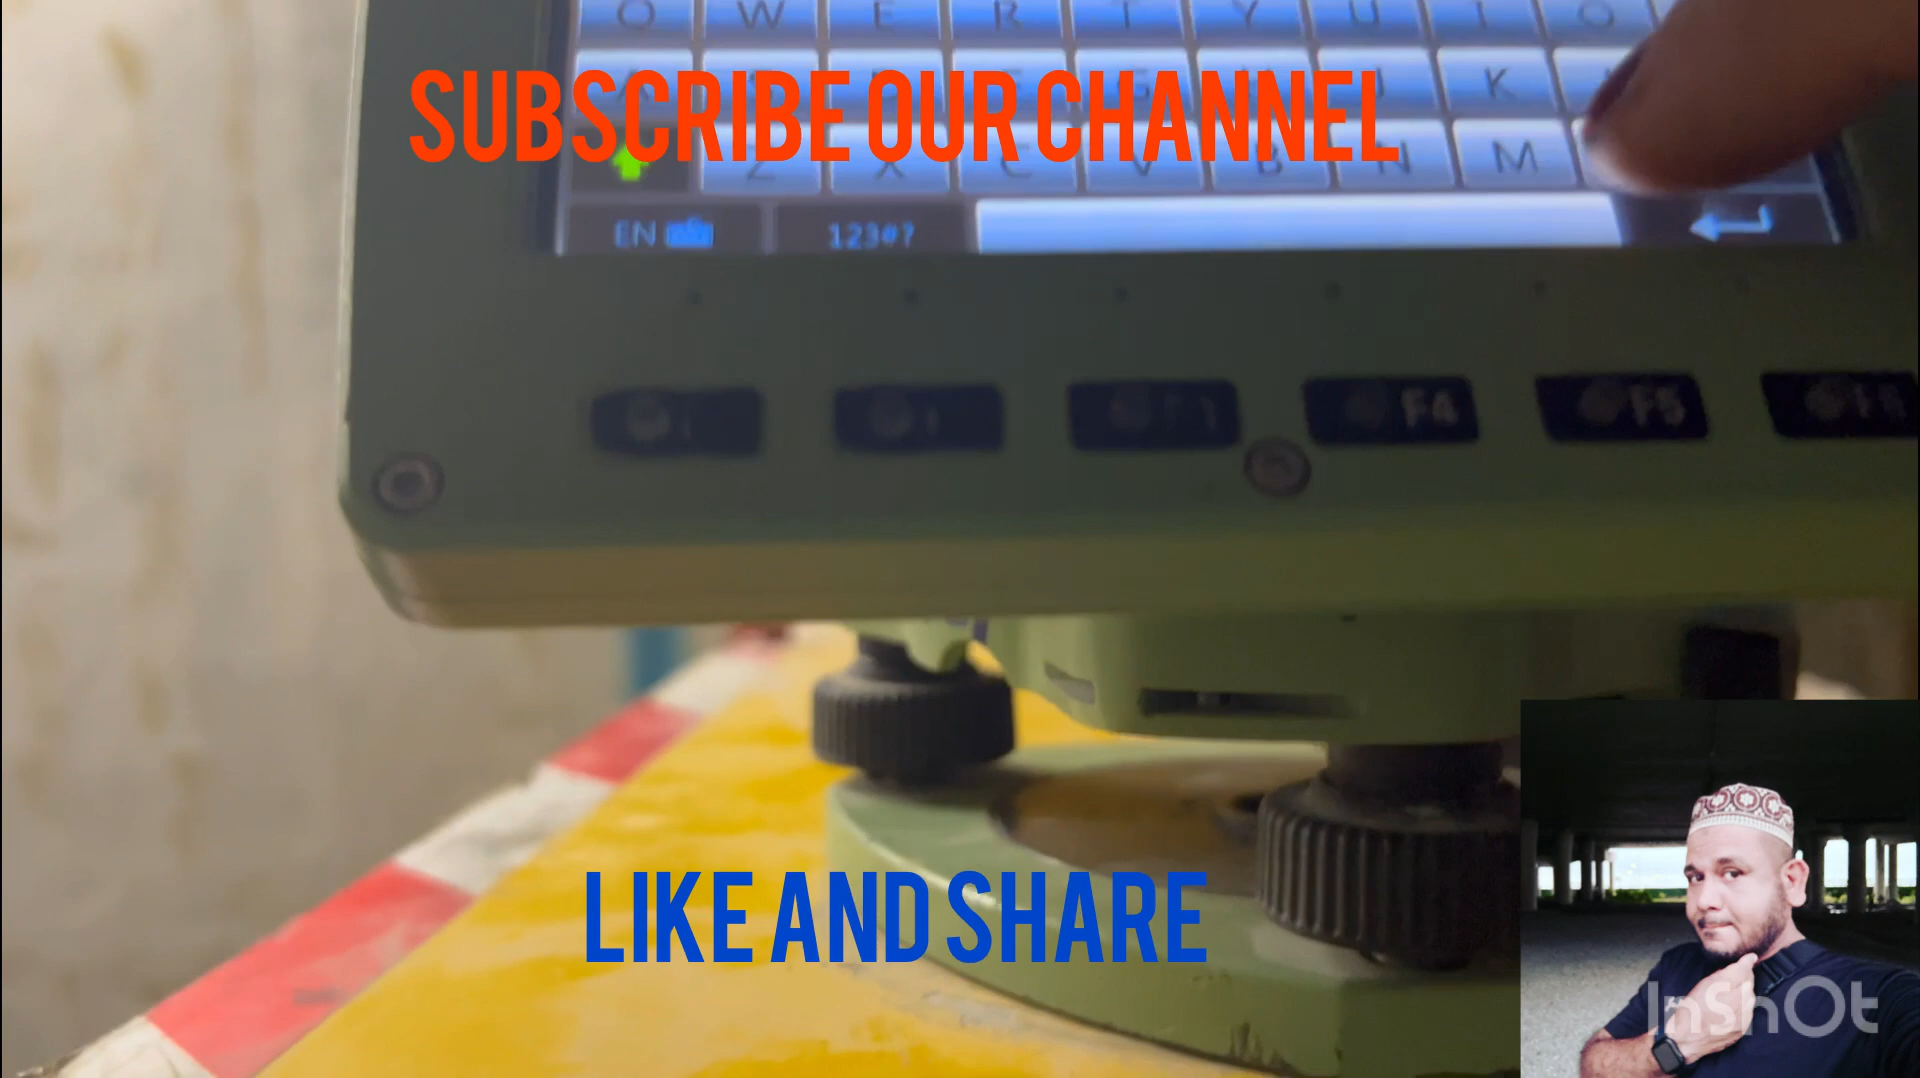 Q W E R T Y U I O
SUBSCRIBE OUR CHANNEL
K
Z X C V B N M
EN 123#?
F4 F5
LIKE AND SHARE
InShOt